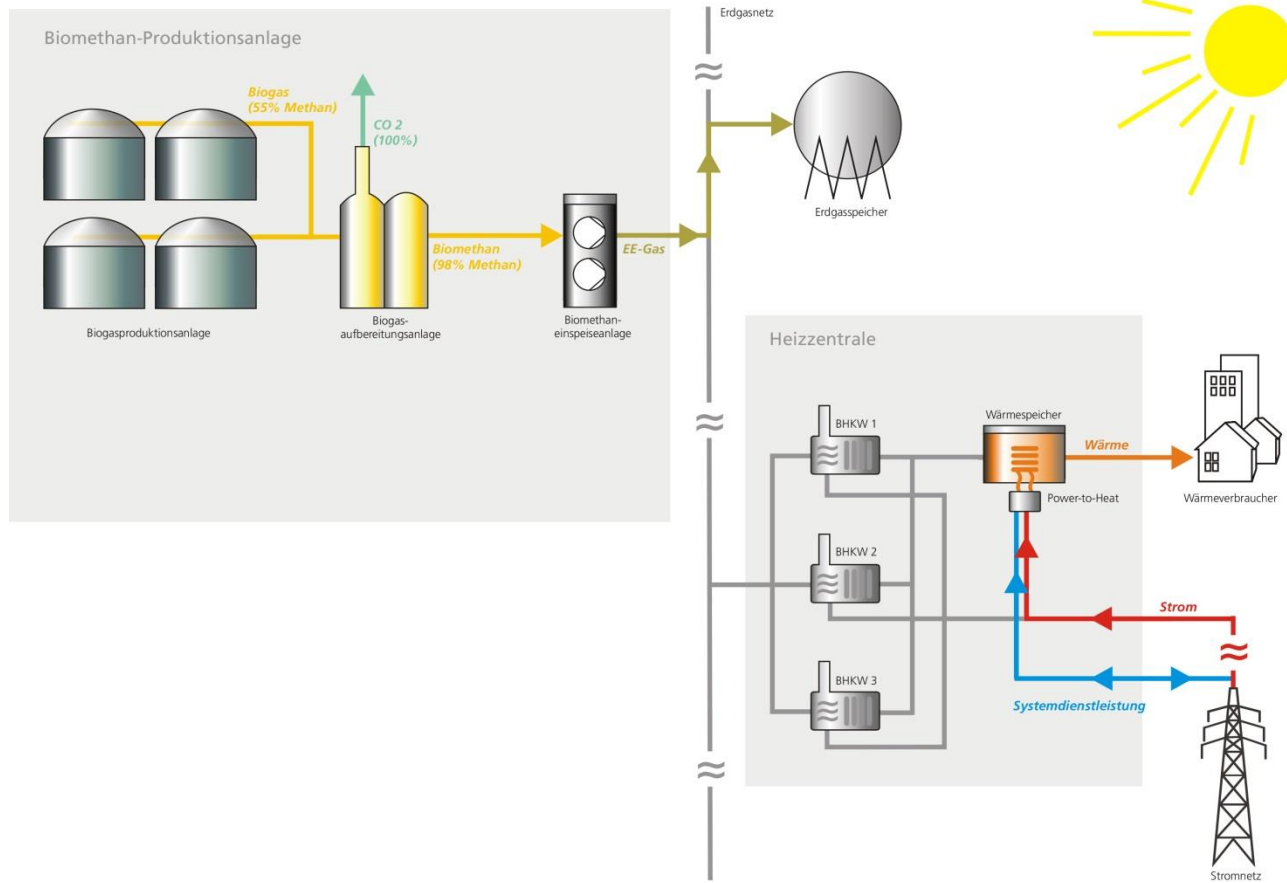 Erdgasnetz
Biomethan-Produktionsanlage
Biogas
(55% Methan)
CO 2
(100%)
Erdgasspeicher
Biomethan
(98% Methan)
EE-Gas
Biogasproduktionsanlage
Biogas-
aufbereitungsanlage
Biomethan-
einspeiseanlage
Heizzentrale
BHKW 1
Wärmespeicher
Wärme
Power-to-Heat
Wärmeverbraucher
BHKW 2
Strom
BHKW 3
Systemdienstleistung
Stromnetz